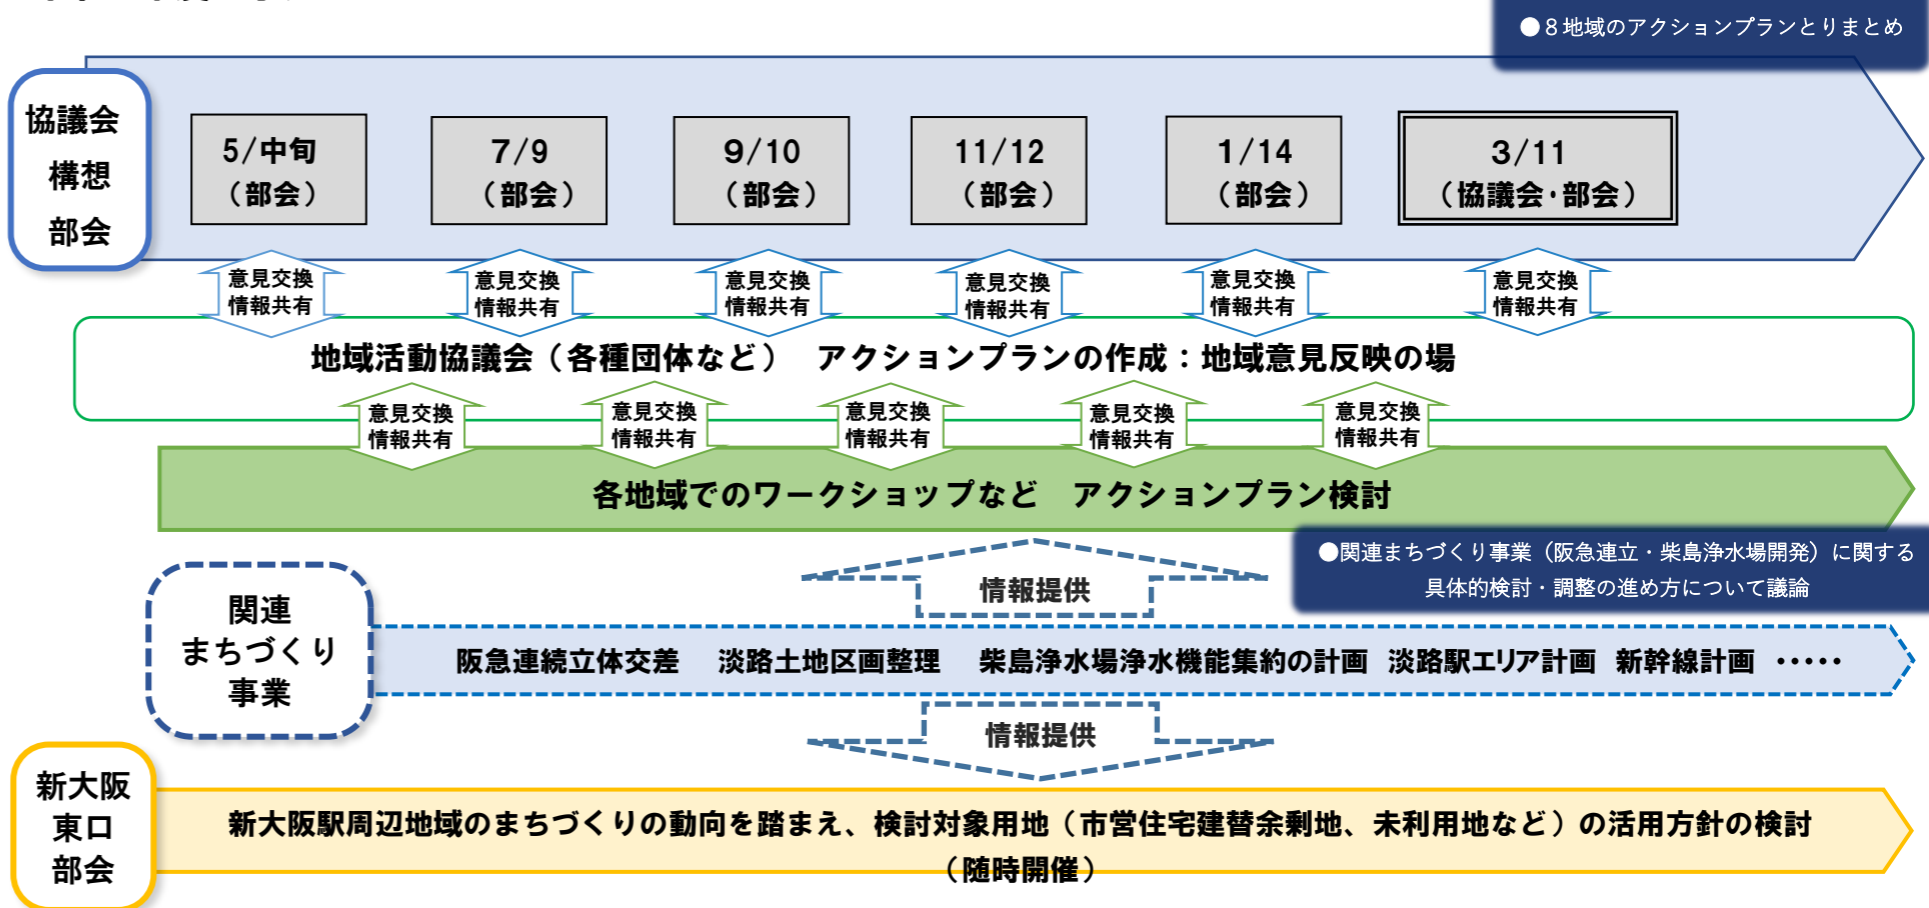 ●８地域のアクションプランとりまとめ
協議会
構想
部会
5/中旬
（部会）
7/9
（部会）
9/10
（部会）
11/12
（部会）
1/14
（部会）
3/11
（協議会･部会）
意見交換
情報共有
意見交換
情報共有
意見交換
情報共有
意見交換
情報共有
意見交換
情報共有
意見交換
情報共有
地域活動協議会（各種団体など）　アクションプランの作成：地域意見反映の場
意見交換
情報共有
意見交換
情報共有
意見交換
情報共有
意見交換
情報共有
意見交換
情報共有
各地域でのワークショップなど　アクションプラン検討
●関連まちづくり事業（阪急連立・柴島浄水場開発）に関する
具体的検討・調整の進め方について議論
情報提供
関連
まちづくり
事業
阪急連続立体交差　淡路土地区画整理　柴島浄水場浄水機能集約の計画　淡路駅エリア計画　新幹線計画　･････
情報提供
新大阪
東口
部会
新大阪駅周辺地域のまちづくりの動向を踏まえ、検討対象用地（市営住宅建替余剰地、未利用地など）の活用方針の検討
（随時開催）